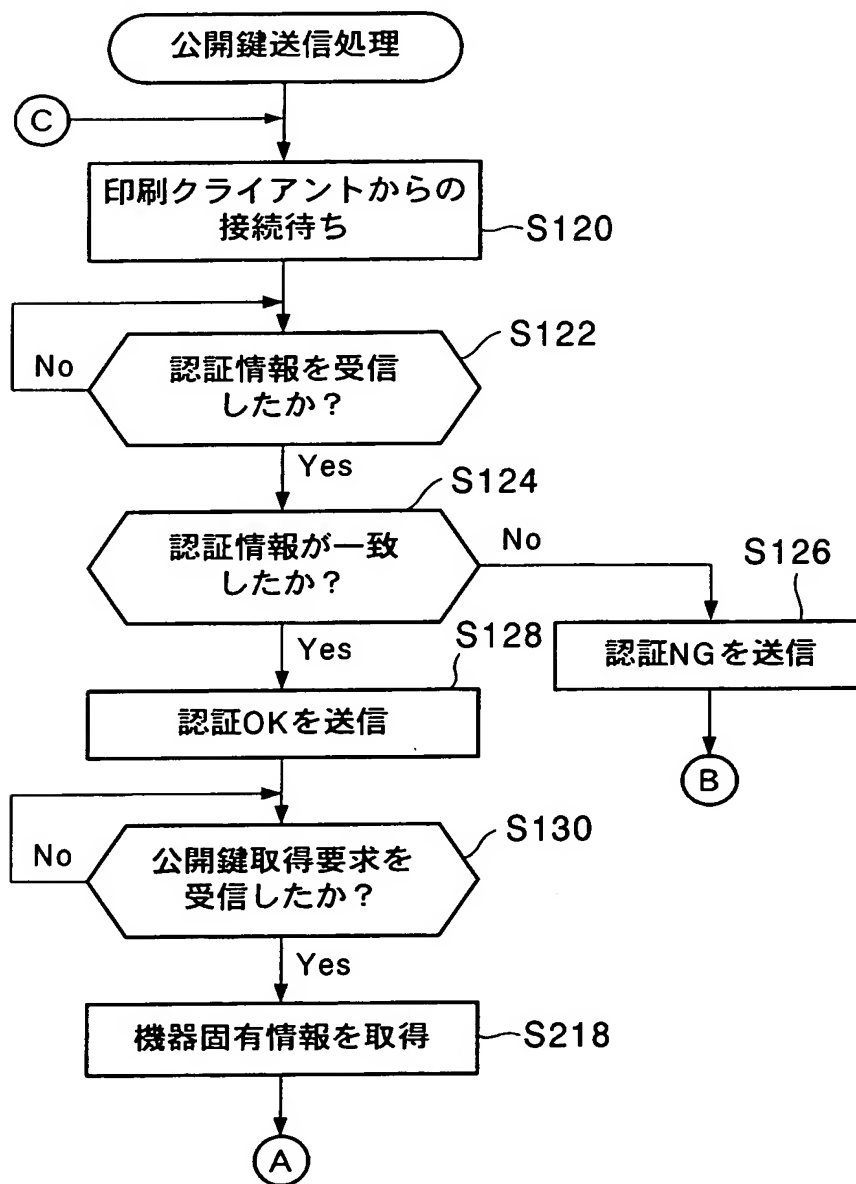 公開鍵送信処理
C
印刷クライアントからの
接続待ち
S120
S122
No
認証情報を受信
したか?
Yes
S124
認証情報が一致
したか?
No
S126
Yes
S128
認証NGを送信
認証OKを送信
B
S130
No
公開鍵取得要求を
受信したか?
Yes
機器固有情報を取得
S218
A